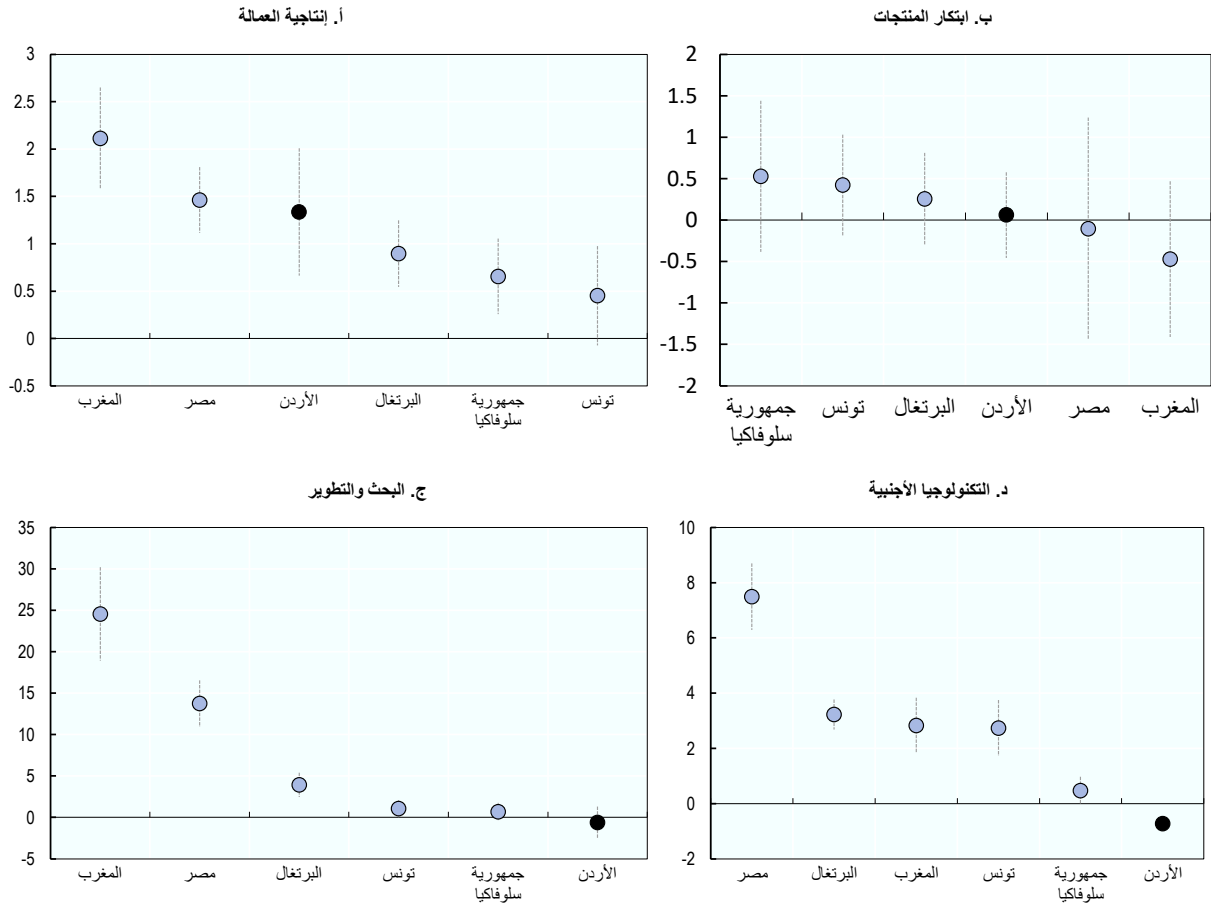 أ. إنتاجية العمالة
3
2.5
2
1.5
1
0.5
0
-0.5
المغرب
مصر
الأردن
البرتغال
جمهورية
سلوفاكيا
تونس
ب. ابتكار المنتجات
2
1.5
1
0.5
0
-0.5
-1
-1.5
-2
جمهورية
سلوفاكيا
تونس
البرتغال
الأردن
مصر
المغرب
ج. البحث والتطوير
35
30
25
20
15
10
5
0
-5
المغرب
مصر
البرتغال
تونس
جمهورية
سلوفاكيا
الأردن
د. التكنولوجيا الأجنبية
10
8
6
4
2
0
-2
مصر
البرتغال
المغرب
تونس
جمهورية
سلوفاكيا
الأردن